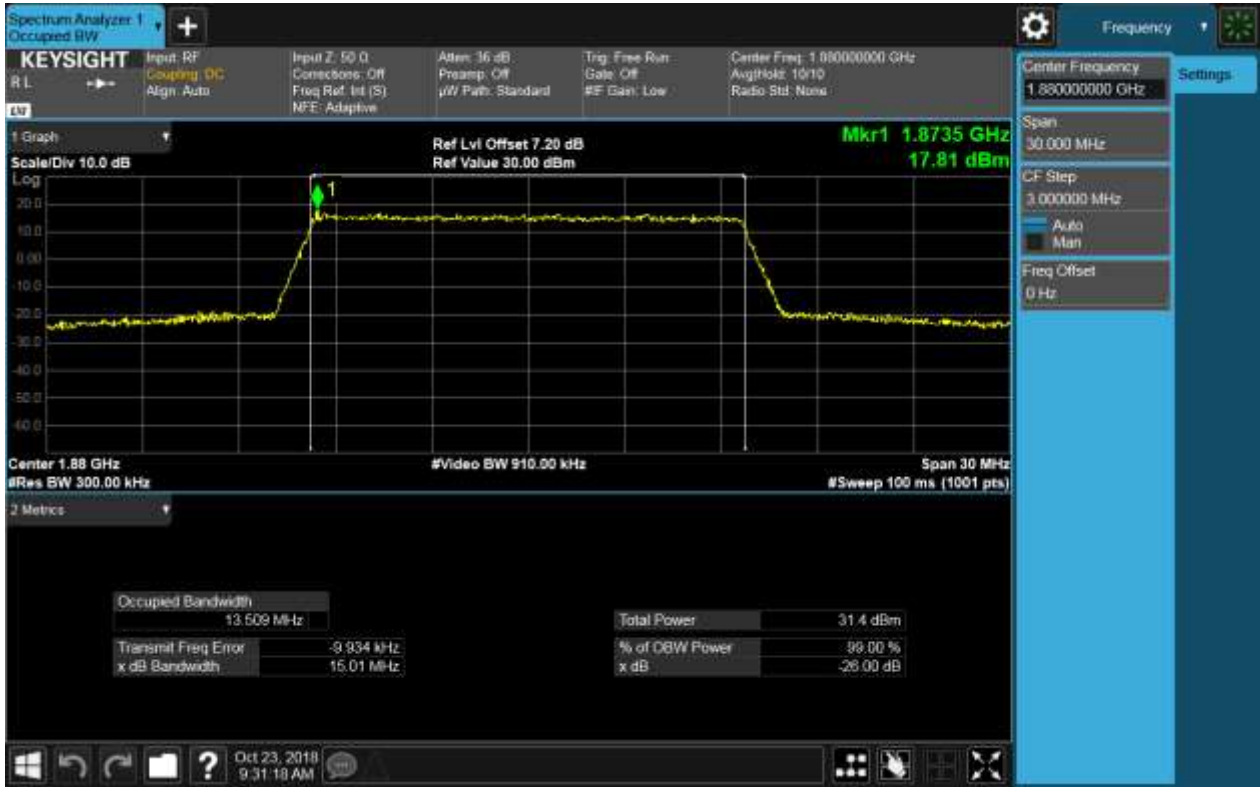 Spectrum Analyzer 1
Occupied BW
+
Frequency
KEYSIGHT
R L
Input: RF
Coupling: DC
Align: Auto
Input Z: 50 Ω
Corrections: Off
Freq Ref: Int (S)
NFE: Adaptive
Atten: 36 dB
Preamp: Off
µW Path: Standard
Trig: Free Run
Gate: Off
#IF Gain: Low
Center Freq: 1.880000000 GHz
Avg|Hold: 10/10
Radio Std: None
Center Frequency
1.880000000 GHz
Settings
Span
30.000 MHz
CF Step
3.000000 MHz
Auto
Man
Freq Offset
0 Hz
1 Graph
Scale/Div 10.0 dB
Ref Lvl Offset 7.20 dB
Ref Value 30.00 dBm
Mkr1 1.8735 GHz
17.81 dBm
Log
1
20.0
10.0
0.00
-10.0
-20.0
-30.0
-40.0
-50.0
-60.0
Center 1.88 GHz
#Res BW 300.00 kHz
#Video BW 910.00 kHz
Span 30 MHz
#Sweep 100 ms (1001 pts)
2 Metrics
Occupied Bandwidth
13.509 MHz
Total Power 31.4 dBm
Transmit Freq Error -9.934 kHz
% of OBW Power 99.00 %
x dB Bandwidth 15.01 MHz
x dB -26.00 dB
?
Oct 23, 2018
9:31:18 AM